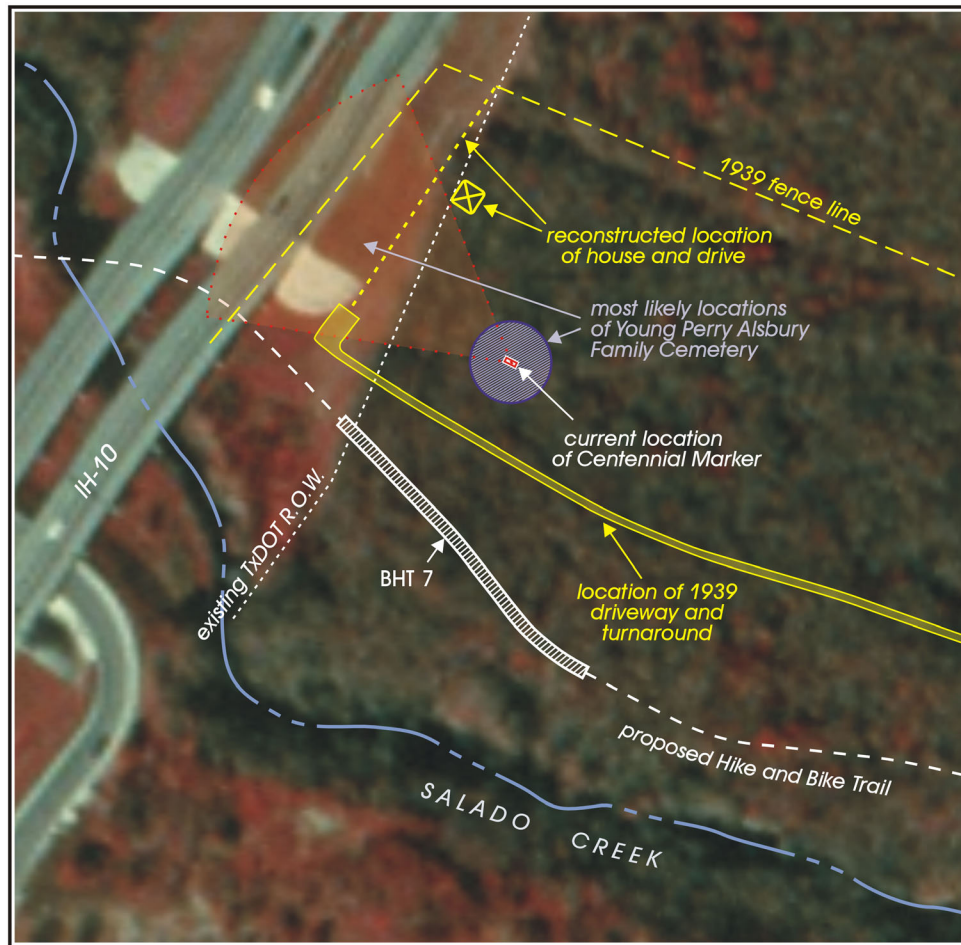 1939 fence line
reconstructed location
of house and drive
most likely locations
of Young Perry Alsbury
Family Cemetery
current location
of Centennial Marker
IH-10
existing TxDOT R.O.W.
BHT 7
location of 1939
driveway and
turnaround
proposed Hike and Bike Trail
SALADO CREEK